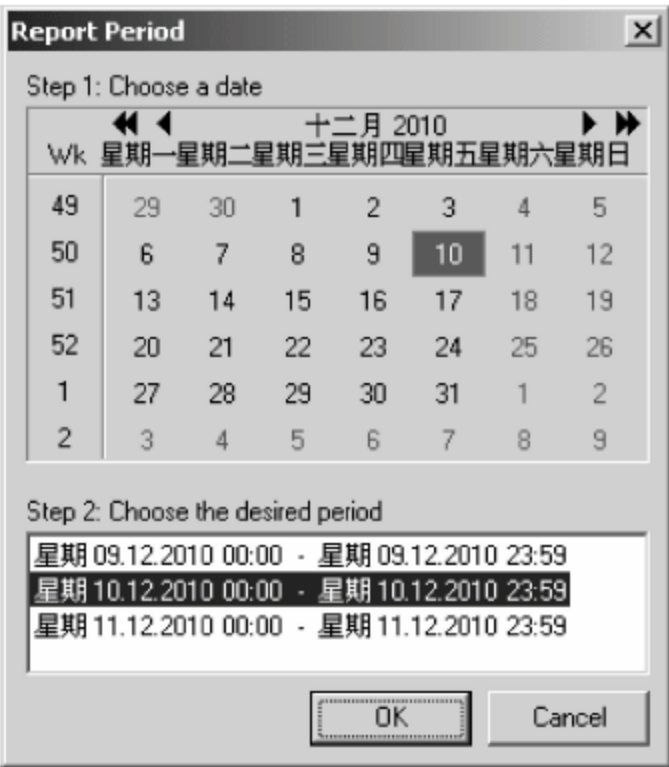 Report Period
Step 1: Choose a date
十二月 2010
Wk 星期一 星期二 星期三 星期四 星期五 星期六 星期日
49 29 30 1 2 3 4 5
50 6 7 8 9 10 11 12
51 13 14 15 16 17 18 19
52 20 21 22 23 24 25 26
1 27 28 29 30 31 1 2
2 3 4 5 6 7 8 9
Step 2: Choose the desired period
星期 09.12.2010 00:00 - 星期 09.12.2010 23:59
星期 10.12.2010 00:00 - 星期 10.12.2010 23:59
星期 11.12.2010 00:00 - 星期 11.12.2010 23:59
OK Cancel